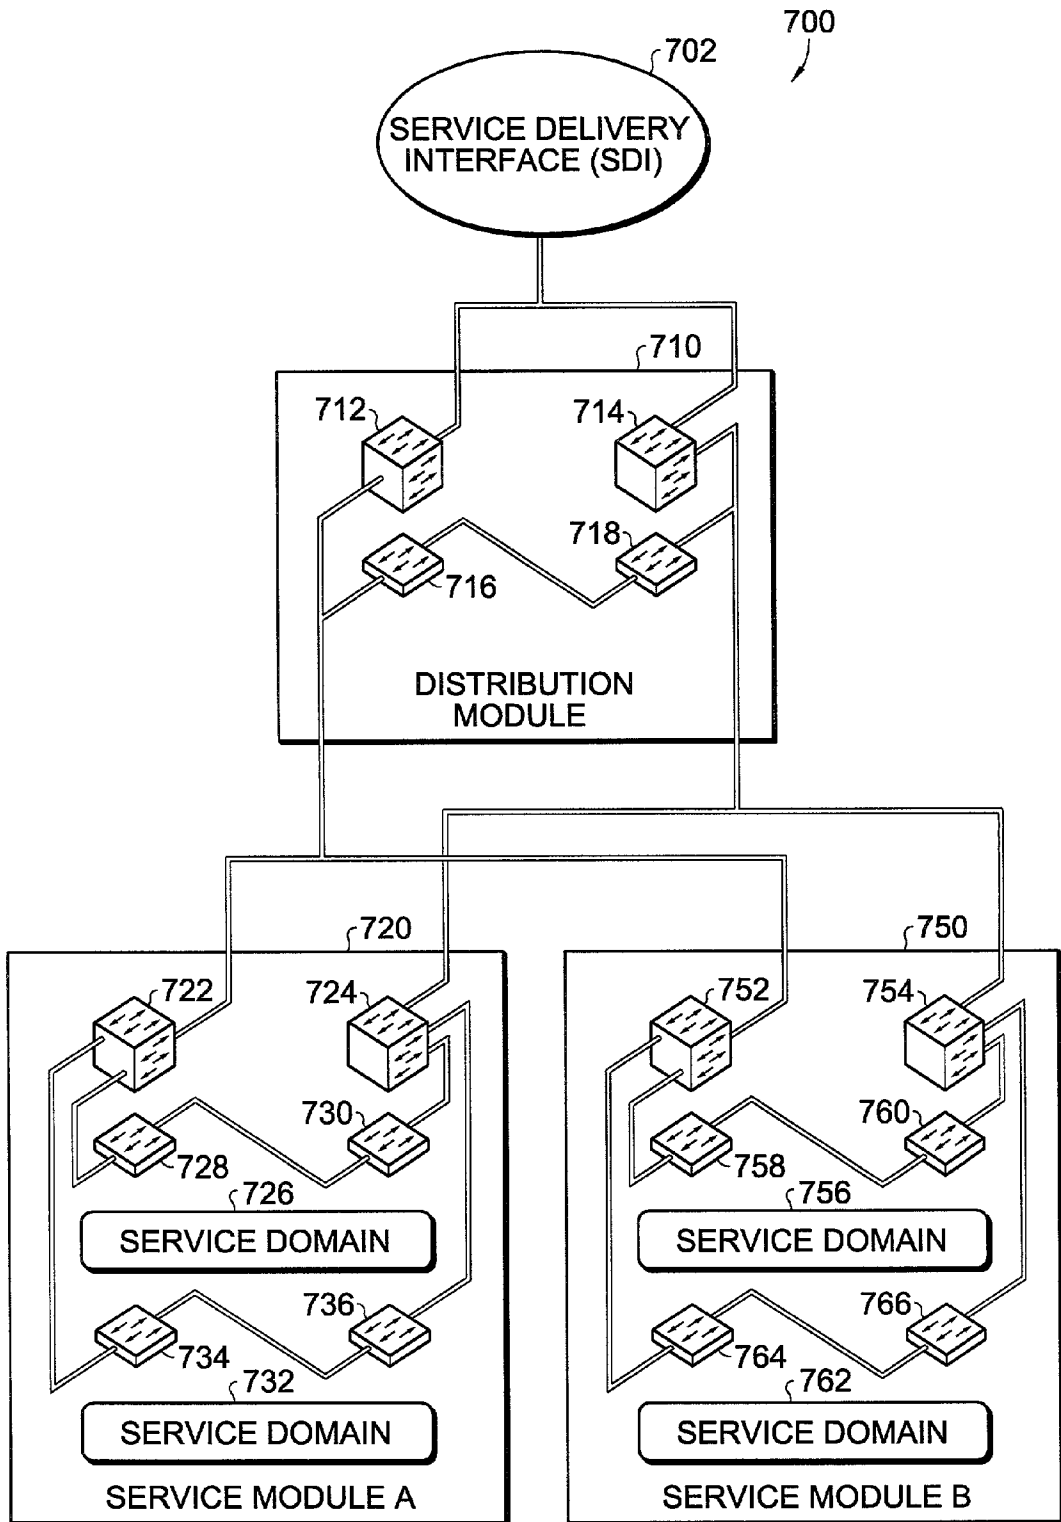 700
702
SERVICE DELIVERY
INTERFACE (SDI)
710
712
714
716
718
DISTRIBUTION
MODULE
720
750
722
724
752
754
730
760
728
758
726
756
SERVICE DOMAIN
SERVICE DOMAIN
736
766
734
764
732
762
SERVICE DOMAIN
SERVICE DOMAIN
SERVICE MODULE A
SERVICE MODULE B